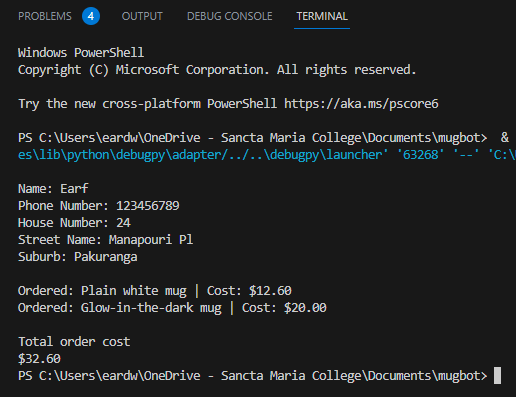 PROBLEMS 4 OUTPUT DEBUG CONSOLE TERMINAL
Windows PowerShell
Copyright (C) Microsoft Corporation. All rights reserved.
Try the new cross-platform PowerShell https://aka.ms/pscore6
PS C:\Users\eardw\OneDrive - Sancta Maria College\Documents\mugbot> &
es\lib\python\debugpy\adapter/../..\debugpy\launcher' '63268' '--' 'C:\
Name: Earf
Phone Number: 123456789
House Number: 24
Street Name: Manapouri Pl
Suburb: Pakuranga
Ordered: Plain white mug | Cost: $12.60
Ordered: Glow-in-the-dark mug | Cost: $20.00
Total order cost
$32.60
PS C:\Users\eardw\OneDrive - Sancta Maria College\Documents\mugbot>